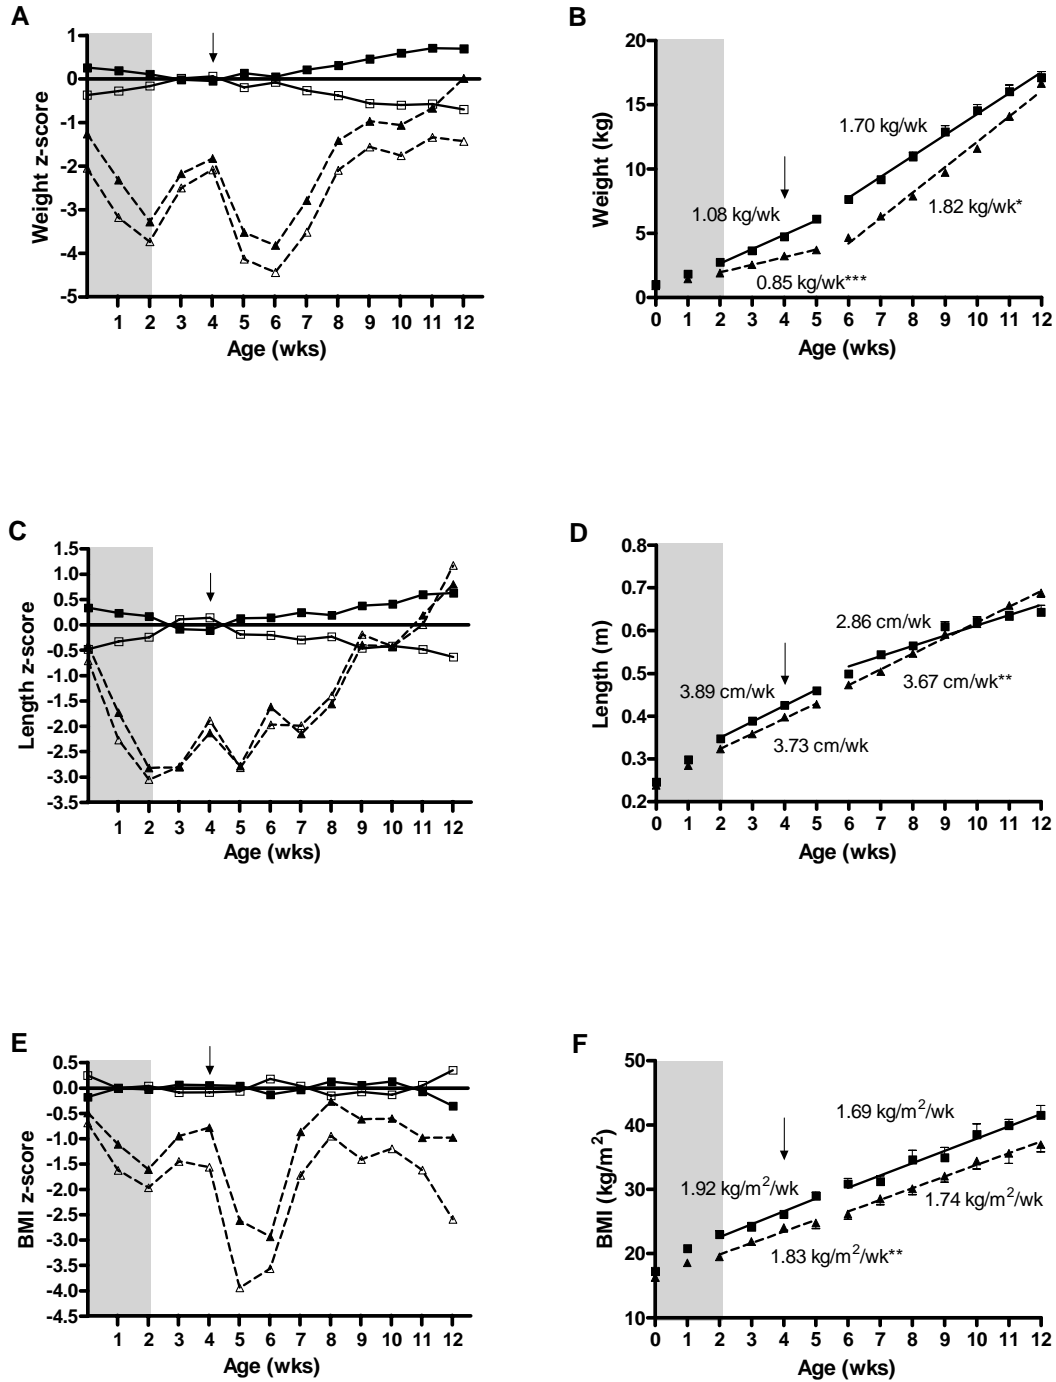 A
1
0
-1
-2
-3
-4
-5
Weight z-score
1 2 3 4 5 6 7 8 9 10 11 12
Age (wks)
B
20
15
10
5
0
Weight (kg)
1.70 kg/wk
1.08 kg/wk
1.82 kg/wk*
0.85 kg/wk***
0 1 2 3 4 5 6 7 8 9 10 11 12
Age (wks)
C
1.5
1.0
0.5
0.0
-0.5
-1.0
-1.5
-2.0
-2.5
-3.0
-3.5
Length z-score
1 2 3 4 5 6 7 8 9 10 11 12
Age (wks)
D
0.8
0.7
0.6
0.5
0.4
0.3
0.2
Length (m)
2.86 cm/wk
3.89 cm/wk
3.67 cm/wk**
3.73 cm/wk
0 1 2 3 4 5 6 7 8 9 10 11 12
Age (wks)
E
0.5
0.0
-0.5
-1.0
-1.5
-2.0
-2.5
-3.0
-3.5
-4.0
-4.5
BMI z-score
1 2 3 4 5 6 7 8 9 10 11 12
Age (wks)
F
50
40
30
20
10
BMI (kg/m²)
1.69 kg/m²/wk
1.92 kg/m²/wk
1.74 kg/m²/wk
1.83 kg/m²/wk**
0 1 2 3 4 5 6 7 8 9 10 11 12
Age (wks)